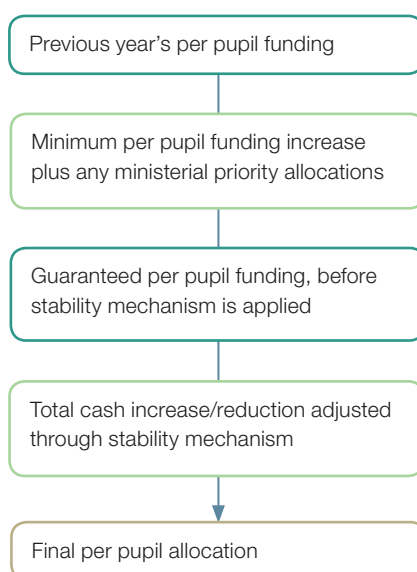 Previous year's per pupil funding
Minimum per pupil funding increase
plus any ministerial priority allocations
Guaranteed per pupil funding, before
stability mechanism is applied
Total cash increase/reduction adjusted
through stability mechanism
Final per pupil allocation